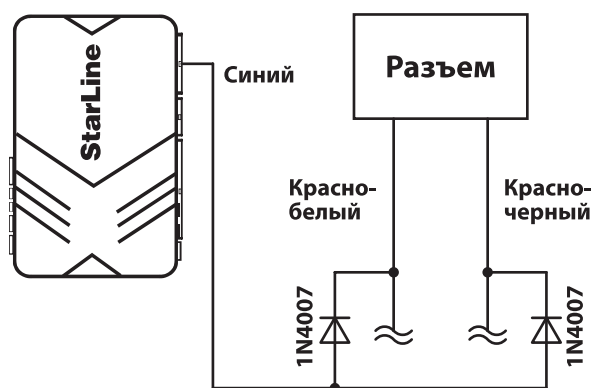 StarLine
Синий
Разъем
Красно-
белый
Красно-
черный
1N4007
1N4007